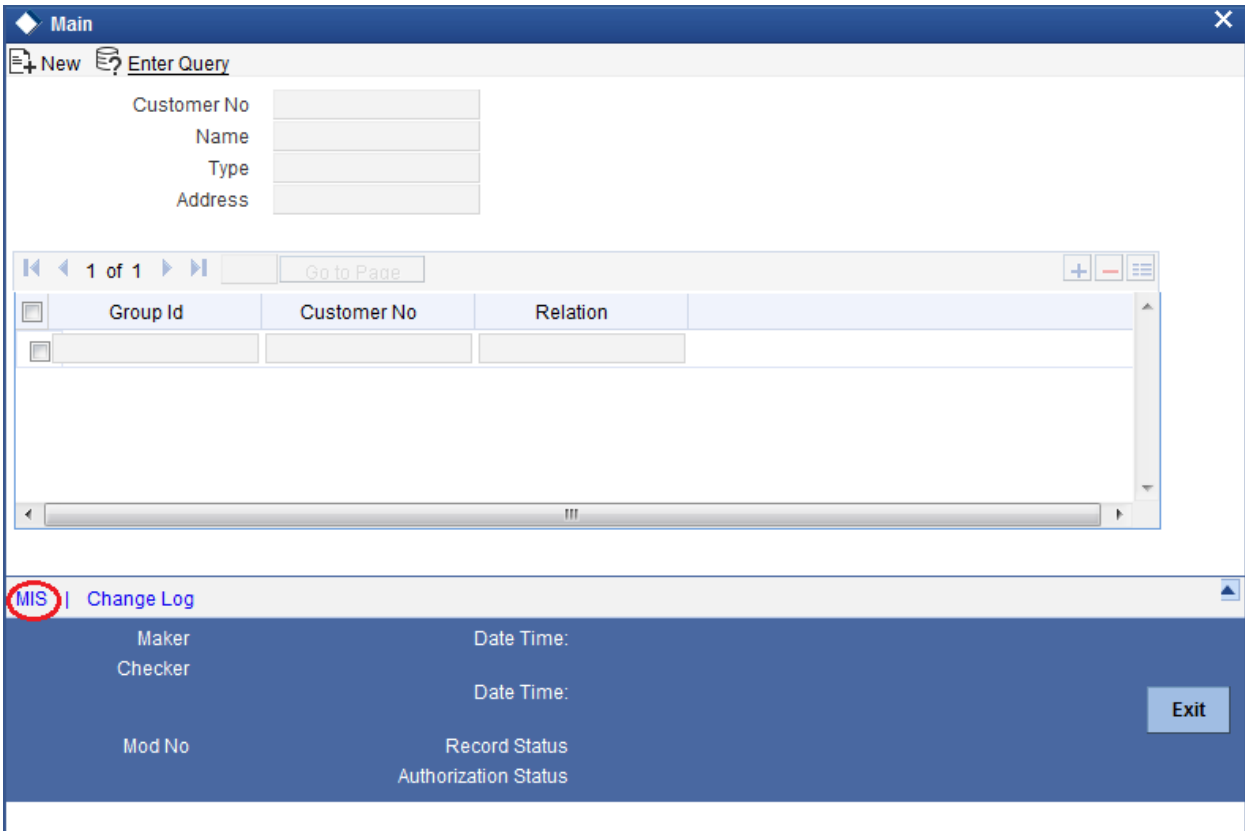 Main
New Enter Query
Customer No
Name
Type
Address
1 of 1 Go to Page
Group Id Customer No Relation
MIS | Change Log
Maker Date Time:
Checker
Date Time:
Exit
Mod No Record Status
Authorization Status